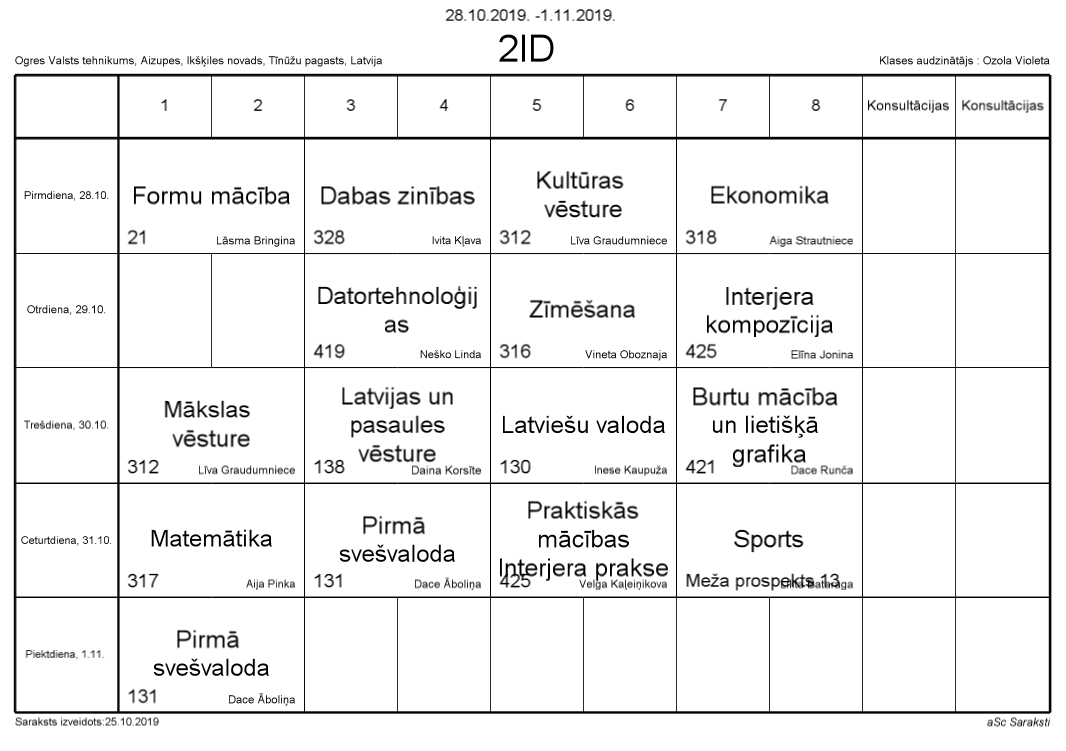 28.10.2019. -1.11.2019.
2ID
Ogres Valsts tehnikums, Aizupes, Ikšķiles novads, Tīnūžu pagasts, Latvija
Klases audzinātājs : Ozola Violeta
1 2 3 4 5 6 7 8 Konsultācijas Konsultācijas
Pirmdiena, 28.10.
Formu mācība
21 Lāsma Bringina
Dabas zinības
328 Ivita Kļava
Kultūras
vēsture
312 Līva Graudumniece
Ekonomika
318 Aiga Strautniece
Otrdiena, 29.10.
Datortehnoloģij
as
419 Neško Linda
Zīmēšana
316 Vineta Oboznaja
Interjera
kompozīcija
425 Elīna Jonina
Trešdiena, 30.10.
Mākslas
vēsture
312 Līva Graudumniece
Latvijas un
pasaules
vēsture
138 Daina Korsīte
Latviešu valoda
130 Inese Kaupuža
Burtu mācība
un lietišķā
grafika
421 Dace Runča
Ceturtdiena, 31.10.
Matemātika
317 Aija Pinka
Pirmā
svešvaloda
131 Dace Āboliņa
Praktiskās
mācības
Interjera prakse
425 Velga Kaļeiņikova
Sports
Meža prospekts 13
Piektdiena, 1.11.
Pirmā
svešvaloda
131 Dace Āboliņa
Saraksts izveidots:25.10.2019
aSc Saraksti